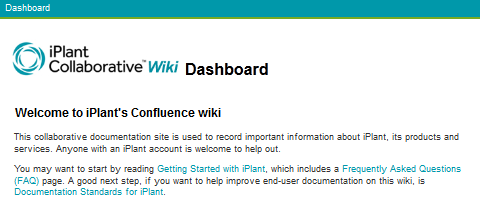 Dashboard
iPlant
Collaborative™ Wiki Dashboard
Welcome to iPlant's Confluence wiki
This collaborative documentation site is used to record important information about iPlant, its products and
services. Anyone with an iPlant account is welcome to help out.
You may want to start by reading Getting Started with iPlant, which includes a Frequently Asked Questions
(FAQ) page. A good next step, if you want to help improve end-user documentation on this wiki, is
Documentation Standards for iPlant.